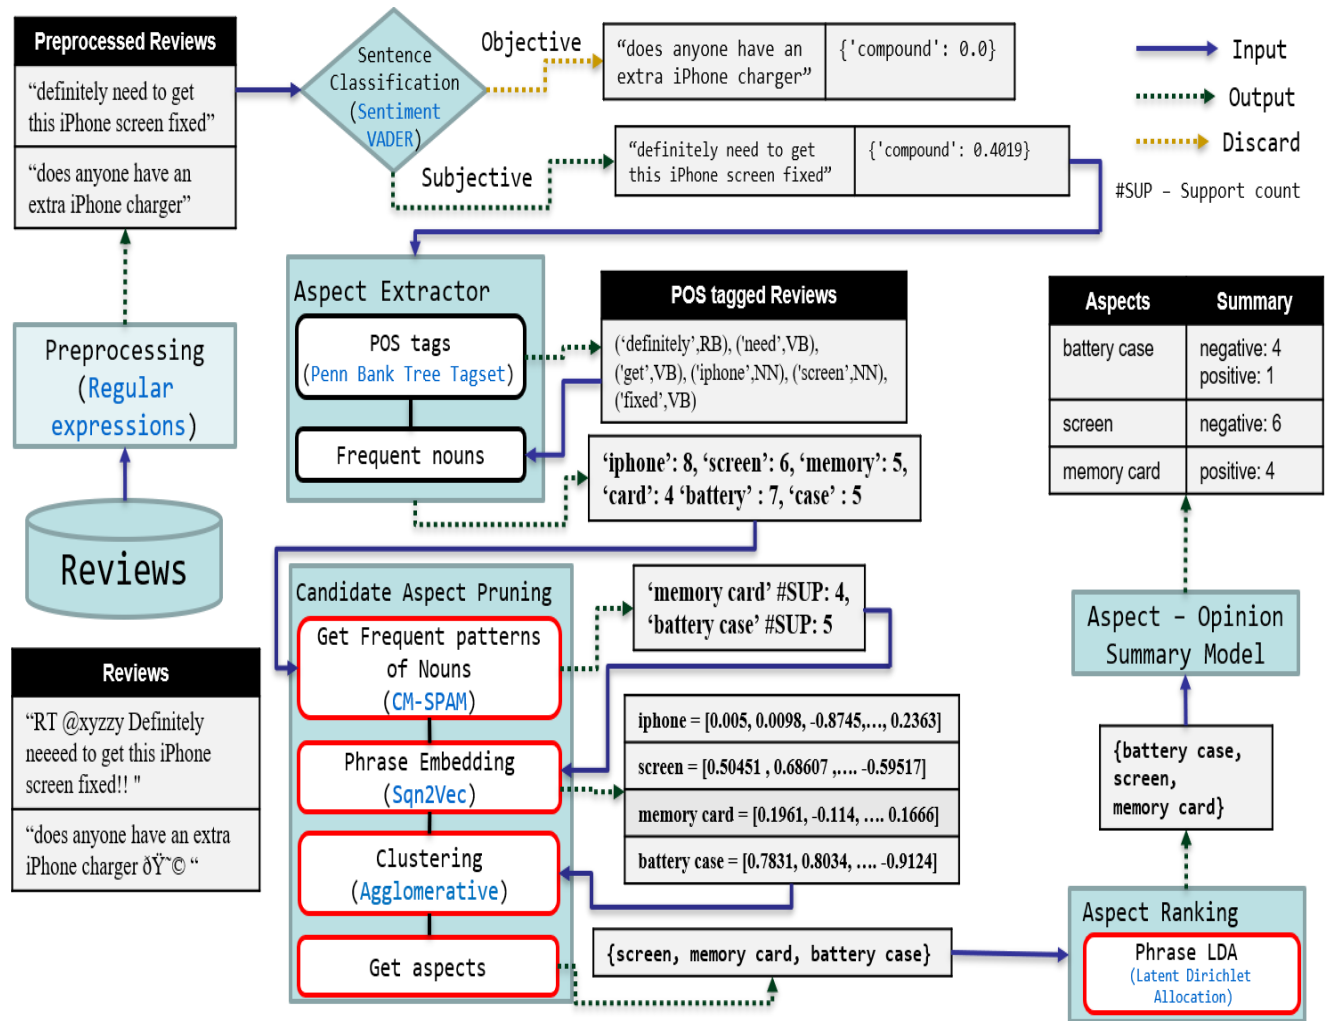 Preprocessed Reviews
“definitely need to get
this iPhone screen fixed”
“does anyone have an
extra iPhone charger”
Sentence
Classification
(Sentiment
VADER)
Objective
Subjective
“does anyone have an
extra iPhone charger”
{'compound': 0.0}
“definitely need to get
this iPhone screen fixed”
{'compound': 0.4019}
Input
Output
Discard
#SUP – Support count
Preprocessing
(Regular
expressions)
Reviews
Reviews
“RT @xyzzy Definitely
neeeed to get this iPhone
screen fixed!! "
“does anyone have an extra
iPhone charger ðŸ˜© “
Aspect Extractor
POS tags
(Penn Bank Tree Tagset)
Frequent nouns
POS tagged Reviews
(‘definitely’,RB), ('need',VB),
('get',VB), ('iphone',NN), ('screen',NN),
('fixed',VB)
‘iphone’: 8, ‘screen’: 6, ‘memory’: 5,
‘card’: 4 ‘battery’ : 7, ‘case’ : 5
Candidate Aspect Pruning
Get Frequent patterns
of Nouns
(CM-SPAM)
Phrase Embedding
(Sqn2Vec)
Clustering
(Agglomerative)
Get aspects
‘memory card’ #SUP: 4,
‘battery case’ #SUP: 5
iphone = [0.005, 0.0098, -0.8745,…, 0.2363]
screen = [0.50451 , 0.68607 ,…. -0.59517]
memory card = [0.1961, -0.114, …. 0.1666]
battery case = [0.7831, 0.8034, …. -0.9124]
{screen, memory card, battery case}
Aspect Ranking
Phrase LDA
(Latent Dirichlet
Allocation)
{battery case,
screen,
memory card}
Aspect – Opinion
Summary Model
Aspects Summary
battery case negative: 4
positive: 1
screen negative: 6
memory card positive: 4